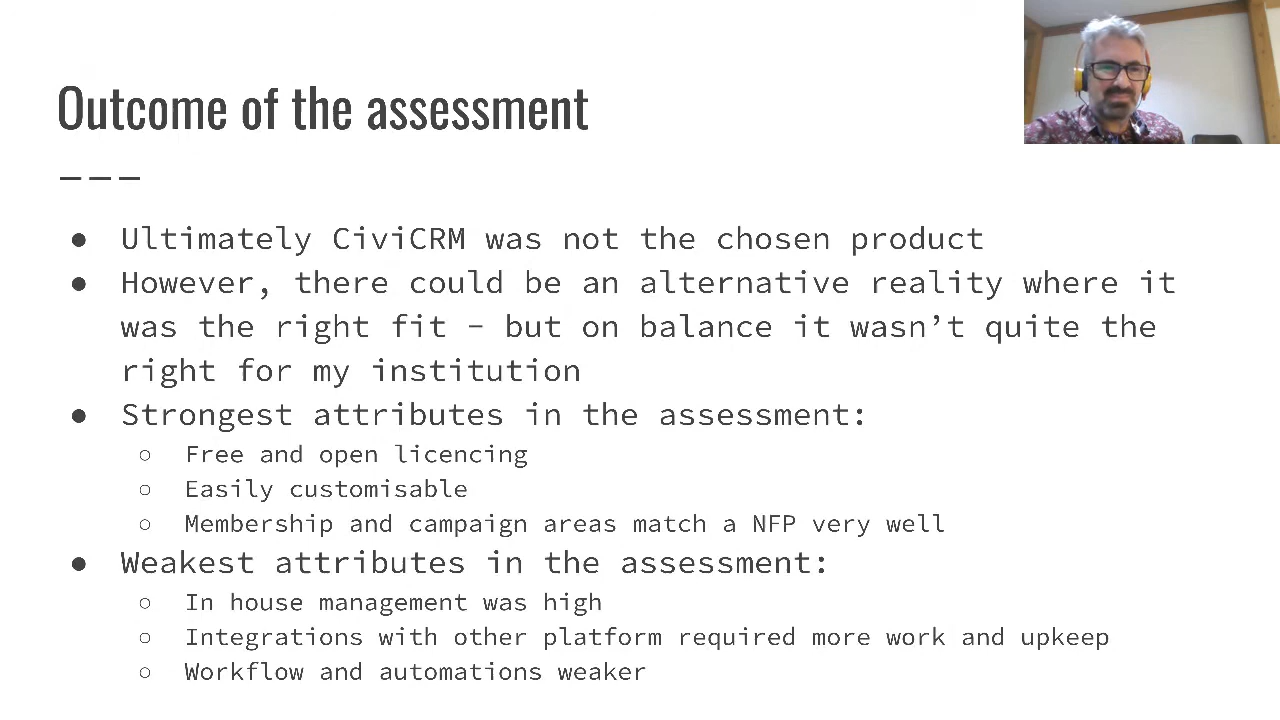 Outcome of the assessment
● Ultimately CiviCRM was not the chosen product
● However, there could be an alternative reality where it
was the right fit – but on balance it wasn’t quite the
right for my institution
● Strongest attributes in the assessment:
○ Free and open licencing
○ Easily customisable
○ Membership and campaign areas match a NFP very well
● Weakest attributes in the assessment:
○ In house management was high
○ Integrations with other platform required more work and upkeep
○ Workflow and automations weaker